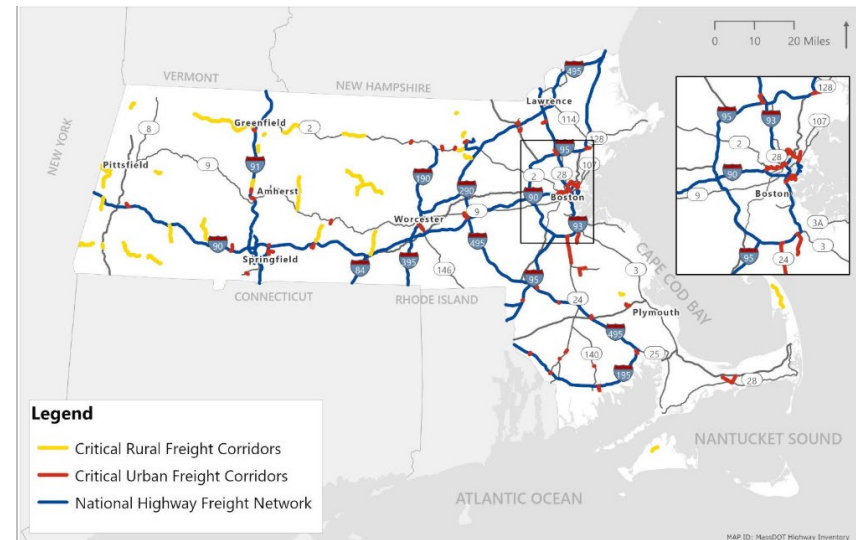 0 10 20 Miles
VERMONT
NEW HAMPSHIRE
NEW YORK
495
Lawrence
114
128
95
93
128
107
2
28
90
Boston
9
3A
3
24
95
8
Greenfield
2
Pittsfield
9
91
Amherst
190
290
95
107
2
28
90
Boston
Worcester
9
93
495
90
Springfield
84
395
146
95
3
24
CONNECTICUT
RHODE ISLAND
CAPE COD BAY
Plymouth
495
140
25
195
28
Legend
Critical Rural Freight Corridors
Critical Urban Freight Corridors
National Highway Freight Network
NANTUCKET SOUND
ATLANTIC OCEAN
MAP ID: MassDOT Highway Inventory